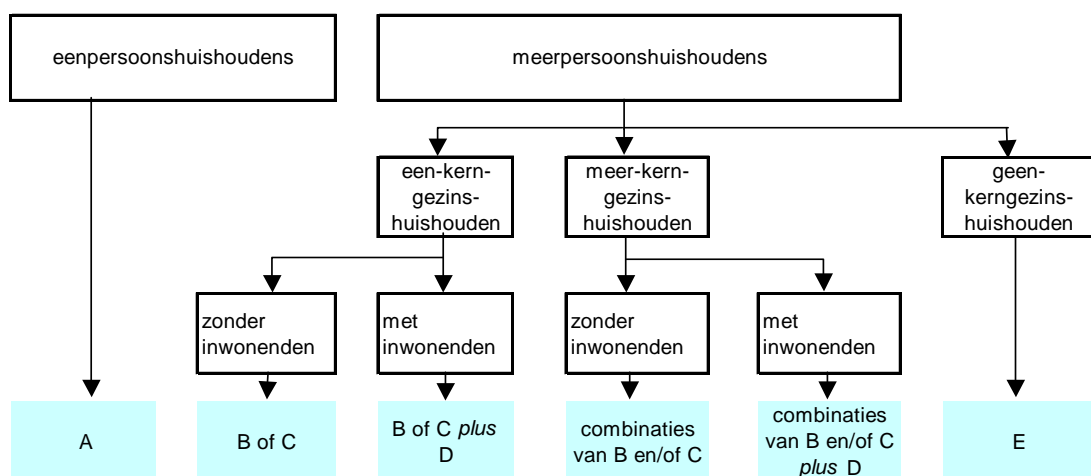 eenpersoonshuishoudens
meerpersoonshuishoudens
een-kern-
gezins-
huishouden
meer-kern-
gezins-
huishouden
geen-
kerngezins-
huishouden
zonder
inwonenden
met
inwonenden
zonder
inwonenden
met
inwonenden
A
B of C
B of C plus
D
combinaties
van B en/of C
combinaties
van B en/of C
plus D
E